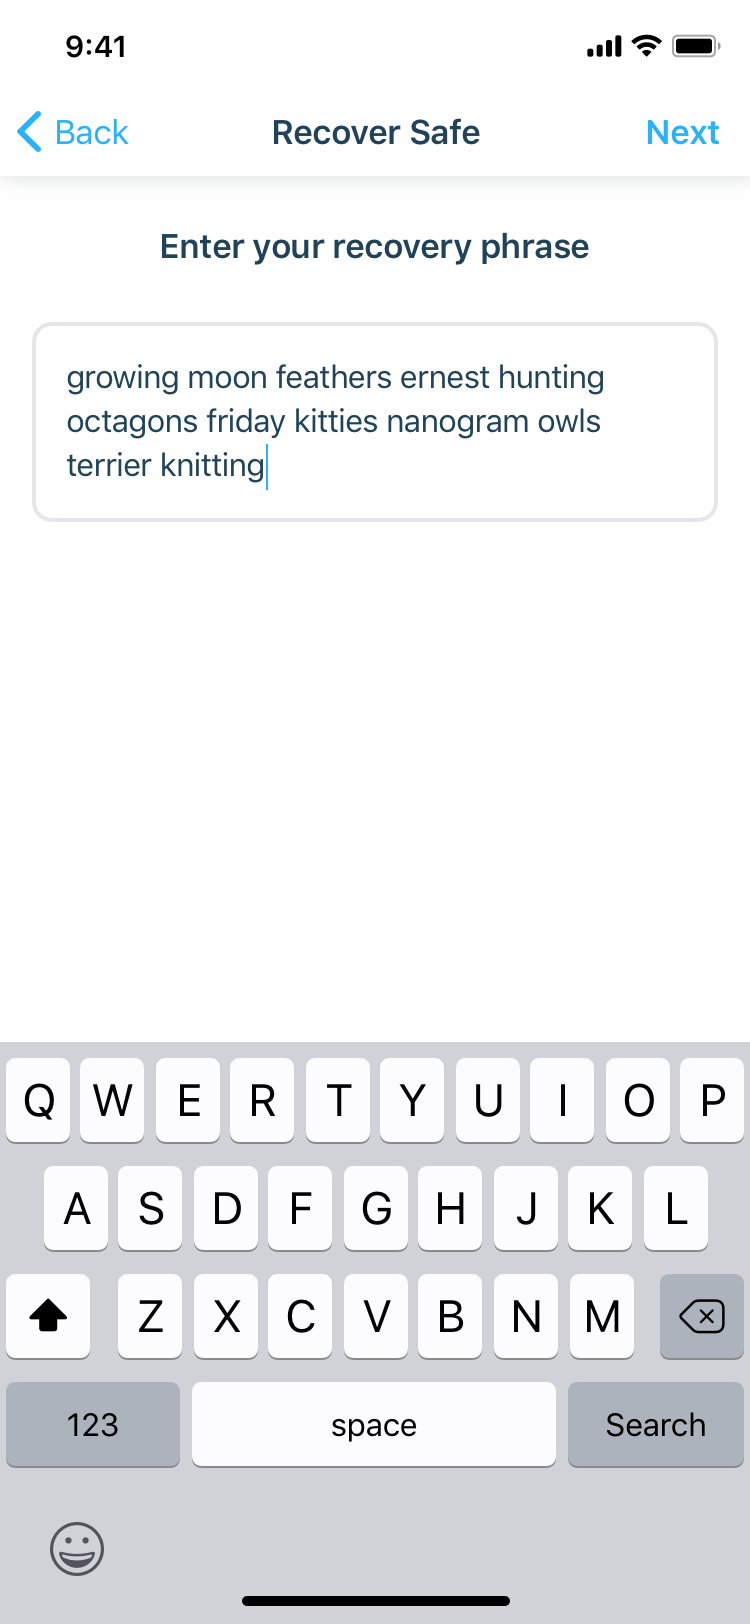 9:41
Back Recover Safe Next
Enter your recovery phrase
growing moon feathers ernest hunting
octagons friday kitties nanogram owls
terrier knitting
Q W E R T Y U I O P
A S D F G H J K L
Z X C V B N M
123 space Search